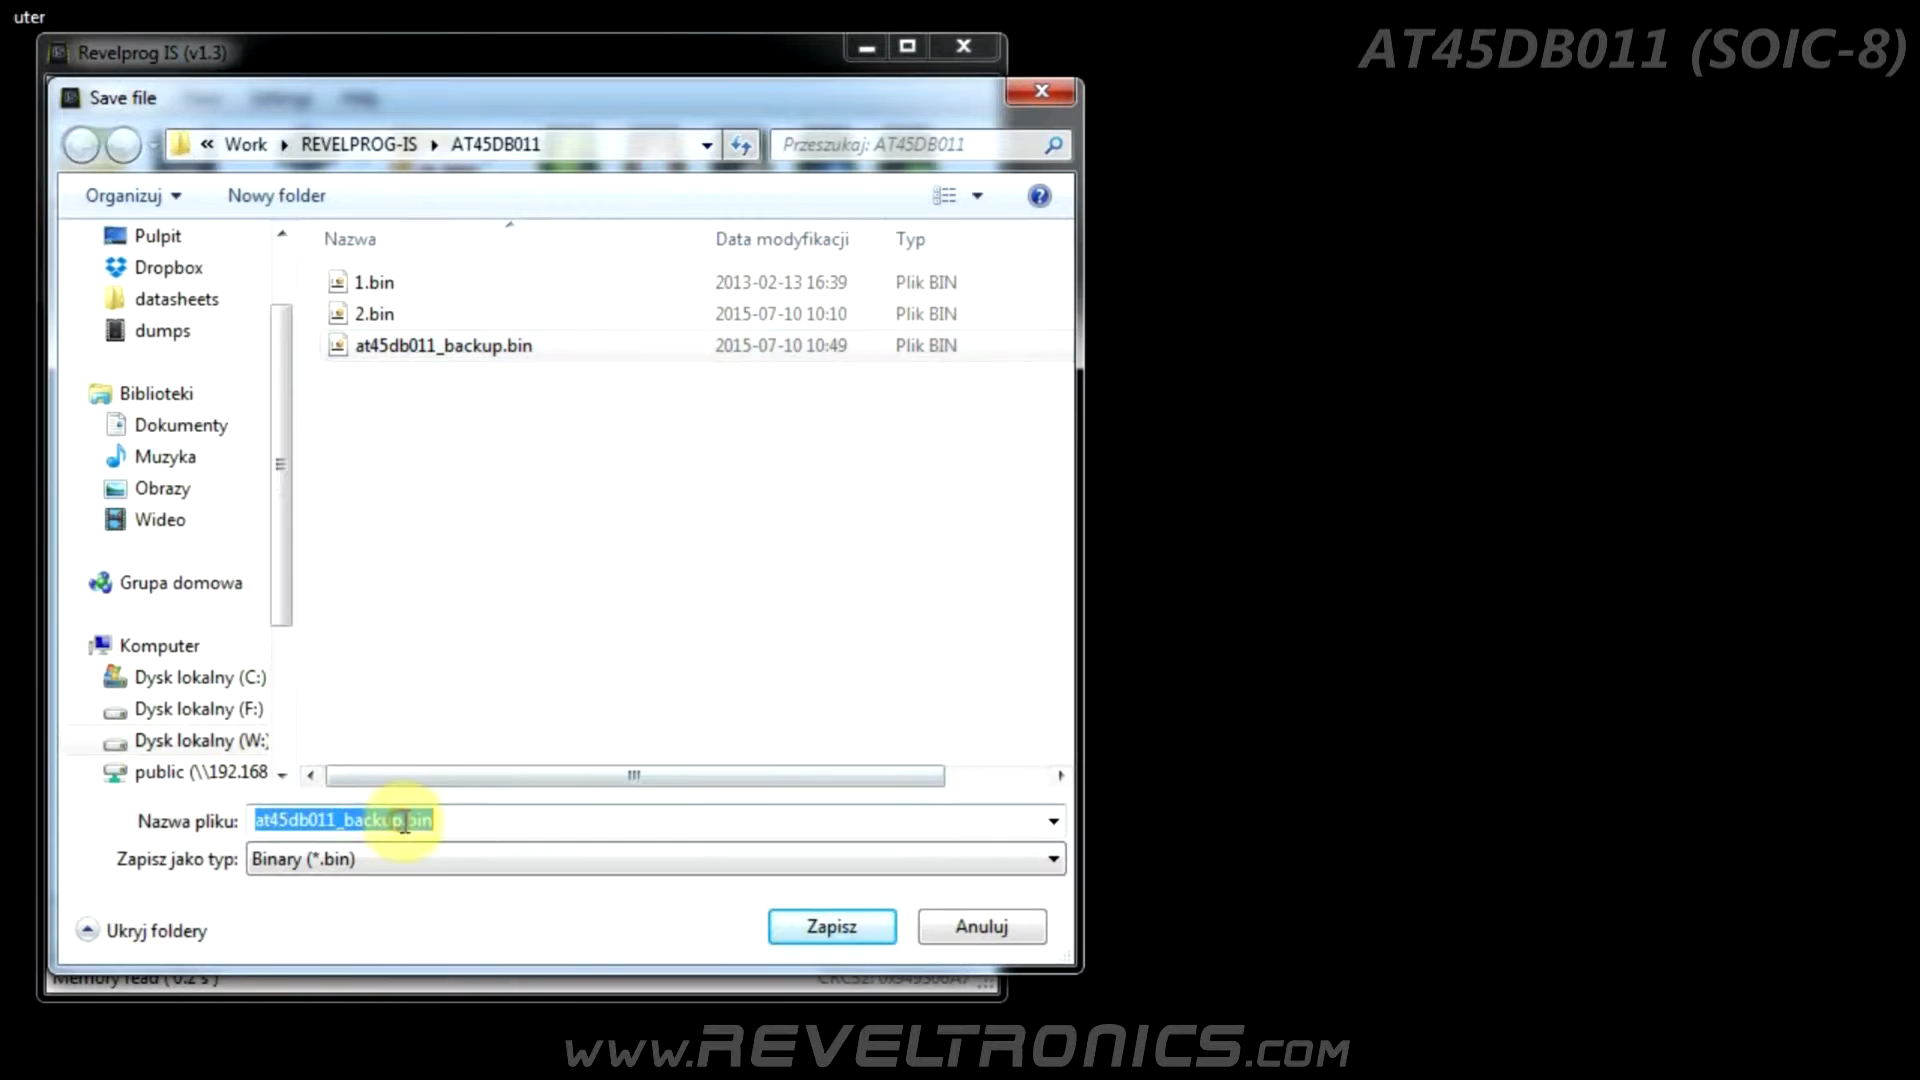 uter
AT45DB011 (SOIC-8)
Revelprog IS (v1.3)
Save file
« Work ▸ REVELPROG-IS ▸ AT45DB011
Przeszukaj: AT45DB011
Organizuj
Nowy folder
Nazwa
Data modyfikacji
Typ
1.bin 2013-02-13 16:39 Plik BIN
2.bin 2015-07-10 10:10 Plik BIN
at45db011_backup.bin 2015-07-10 10:49 Plik BIN
Pulpit
Dropbox
datasheets
dumps
Biblioteki
Dokumenty
Muzyka
Obrazy
Wideo
Grupa domowa
Komputer
Dysk lokalny (C:)
Dysk lokalny (F:)
Dysk lokalny (W:)
public (\\192.168
Nazwa pliku: at45db011_backup.bin
Zapisz jako typ: Binary (*.bin)
Ukryj foldery
Zapisz
Anuluj
Memory read ( 0.2 s )
www.REVELTRONICS.COM